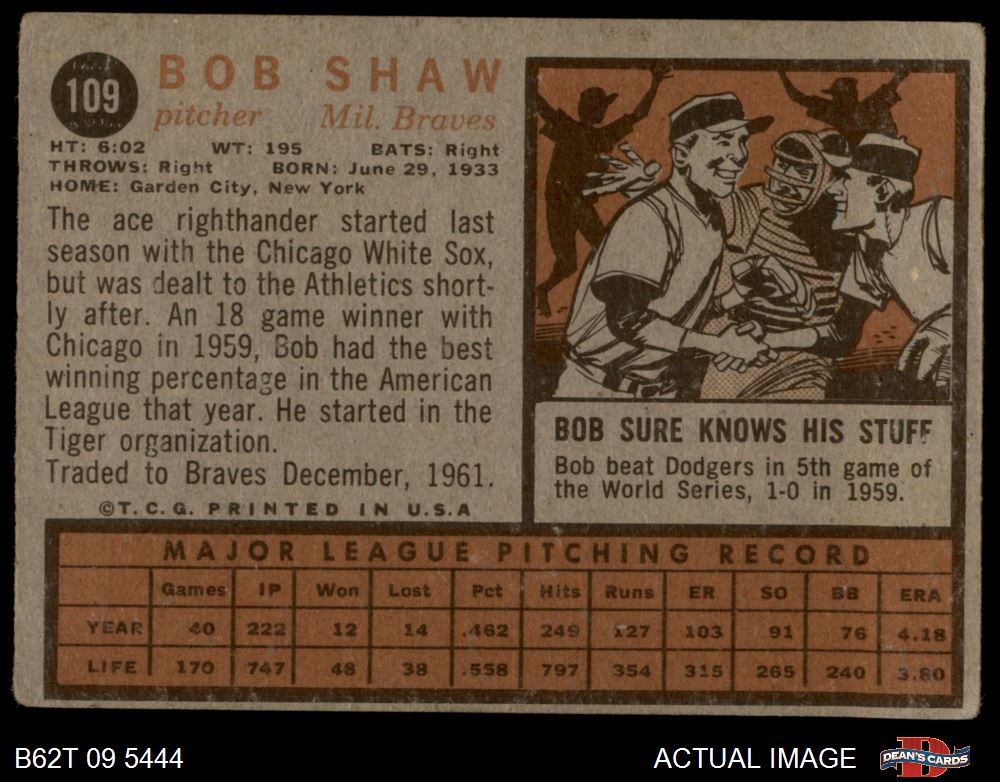 109
BOB SHAW
pitcher Mil. Braves
HT: 6:02 WT: 195 BATS: Right
THROWS: Right BORN: June 29, 1933
HOME: Garden City, New York
The ace righthander started last
season with the Chicago White Sox,
but was dealt to the Athletics short-
ly after. An 18 game winner with
Chicago in 1959, Bob had the best
winning percentage in the American
League that year. He started in the
Tiger organization.
Traded to Braves December, 1961.
©T.C.G. PRINTED IN U.S.A
BOB SURE KNOWS HIS STUFF
Bob beat Dodgers in 5th game of
the World Series, 1-0 in 1959.
MAJOR LEAGUE PITCHING RECORD
Games IP Won Lost Pct Hits Runs ER SO BB ERA
YEAR 40 222 12 14 .462 249 127 103 91 76 4.18
LIFE 170 747 48 38 .558 797 354 315 265 240 3.80
B62T 09 5444
ACTUAL IMAGE
DEAN'S CARDS